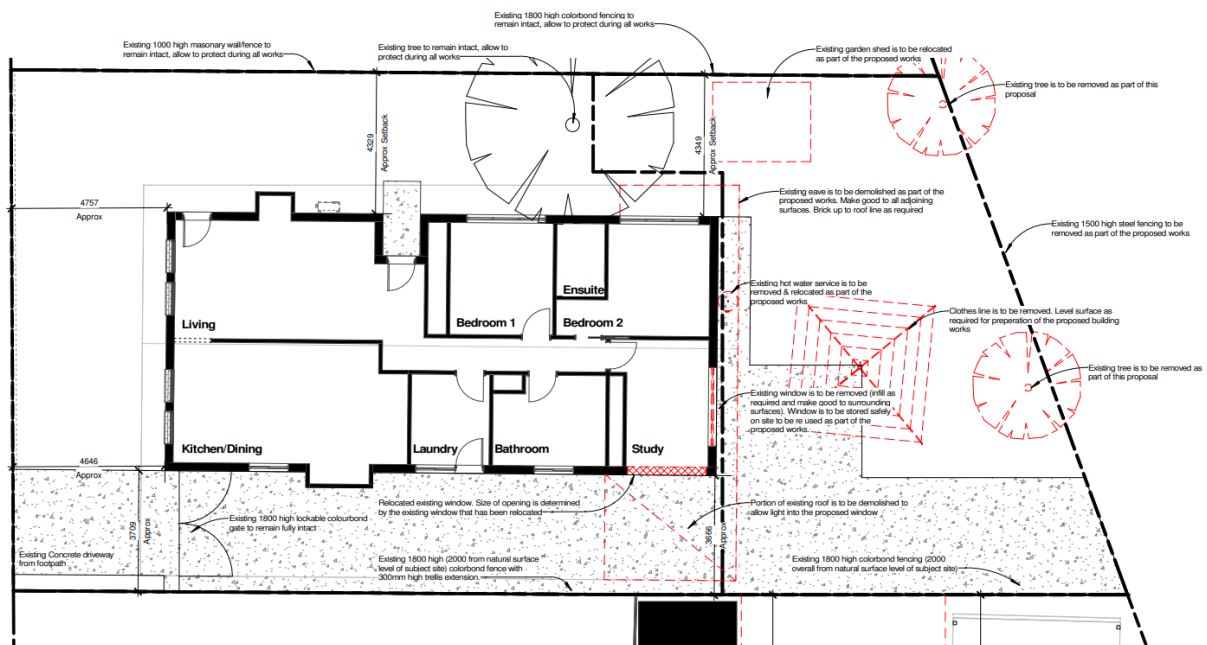 Existing 1800 high colorbond fencing to
remain intact, allow to protect during all works
Existing 1000 high masonary wall/fence to
remain intact, allow to protect during all works
Existing tree to remain intact, allow to
protect during all works
Existing garden shed is to be relocated
as part of the proposed works
Existing tree is to be removed as part of this
proposal
4329
Approx Setback
4349
Approx Setback
4757
Approx
Existing eave is to be demolished as part of the
proposed works. Make good to all adjoining
surfaces. Brick up to roof line as required
Existing 1500 high steel fencing to be
removed as part of the proposed works
Ensuite
Existing hot water service is to be
removed & relocated as part of the
proposed works
Living
Bedroom 1
Bedroom 2
Clothes line is to be removed. Level surface as
required for preperation of the proposed building
works
Existing tree is to be removed as
part of this proposal
Existing window is to be removed (infill as
required and make good to surrounding
surfaces). Window is to be stored safely
on site to be re used as part of the
proposed works.
Kitchen/Dining
Laundry
Bathroom
Study
4646
Approx
Relocated existing window. Size of opening is determined
by the existing window that has been relocated
Portion of existing roof is to be demolished to
allow light into the proposed window
Existing 1800 high lockable colourbond
gate to remain fully intact
3709
Approx
3666
Approx
Existing Concrete driveway
from footpath
Existing 1800 high (2000 from natural surface
level of subject site) colorbond fence with
300mm high trellis extension.
Existing 1800 high colorbond fencing (2000
overall from natural surface level of subject site)